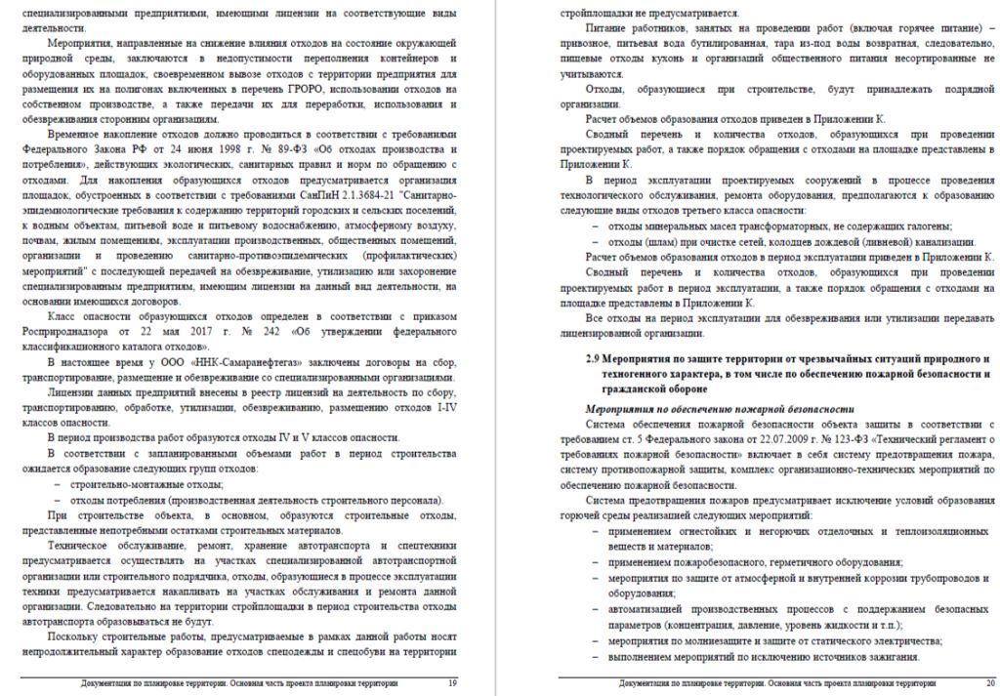 специализированными предприятиями, имеющими лицензии на соответствующие виды
деятельности.
Мероприятия, направленные на снижение влияния отходов на состояние окружающей
природной среды, заключаются в недопустимости переполнения контейнеров и
оборудованных площадок, своевременном вывозе отходов с территории предприятия для
размещения их на полигонах включенных в перечень ГРОРО, использовании отходов на
собственном производстве, а также передачи их для переработки, использования и
обезвреживания сторонним организациям.
Временное накопление отходов должно проводиться в соответствии с требованиями
Федерального Закона РФ от 24 июня 1998 г. № 89-ФЗ «Об отходах производства и
потребления», действующих экологических, санитарных правил и норм по обращению с
отходами. Для накопления образующихся отходов предусматривается организация
площадок, обустроенных в соответствии с требованиями СанПиН 2.1.3684-21 "Санитарно-
эпидемиологические требования к содержанию территорий городских и сельских поселений,
к водным объектам, питьевой воде и питьевому водоснабжению, атмосферному воздуху,
почвам, жилым помещениям, эксплуатации производственных, общественных помещений,
организации и проведению санитарно-противоэпидемических (профилактических)
мероприятий" с последующей передачей на обезвреживание, утилизацию или захоронение
специализированным предприятиям, имеющим лицензии на данный вид деятельности, на
основании имеющихся договоров.
Класс опасности образующихся отходов определен в соответствии с приказом
Росприроднадзора от 22 мая 2017 г. № 242 «Об утверждении федерального
классификационного каталога отходов».
В настоящее время у ООО «ННК-Самаранефтегаз» заключены договоры на сбор,
транспортирование, размещение и обезвреживание со специализированными организациями.
Лицензии данных предприятий внесены в реестр лицензий на деятельность по сбору,
транспортированию, обработке, утилизации, обезвреживанию, размещению отходов I-IV
классов опасности.
В период производства работ образуются отходы IV и V классов опасности.
В соответствии с запланированными объемами работ в период строительства
ожидается образование следующих групп отходов:
– строительно-монтажные отходы;
– отходы потребления (производственная деятельность строительного персонала).
При строительстве объекта, в основном, образуются строительные отходы,
представленные непотребными остатками строительных материалов.
Техническое обслуживание, ремонт, хранение автотранспорта и спецтехники
предусматривается осуществлять на участках специализированной автотранспортной
организации или строительного подрядчика, отходы, образующиеся в процессе эксплуатации
техники предусматривается накапливать на участках обслуживания и ремонта данной
организации. Следовательно на территории стройплощадки в период строительства отходы
автотранспорта образовываться не будут.
Поскольку строительные работы, предусматриваемые в рамках данной работы носят
непродолжительный характер образование отходов спецодежды и спецобуви на территории
Документация по планировке территории. Основная часть проекта планировки территории 19
стройплощадки не предусматривается.
Питание работников, занятых на проведении работ (включая горячее питание) –
привозное, питьевая вода бутилированная, тара из-под воды возвратная, следовательно,
пищевые отходы кухонь и организаций общественного питания несортированные не
учитываются.
Отходы, образующиеся при строительстве, будут принадлежать подрядной
организации.
Расчет объемов образования отходов приведен в Приложении К.
Сводный перечень и количества отходов, образующихся при проведении
проектируемых работ, а также порядок обращения с отходами на площадке представлены в
Приложении К.
В период эксплуатации проектируемых сооружений в процессе проведения
технологического обслуживания, ремонта оборудования, предполагаются к образованию
следующие виды отходов третьего класса опасности:
– отходы минеральных масел трансформаторных, не содержащих галогены;
– отходы (шлам) при очистке сетей, колодцев дождевой (ливневой) канализации.
Расчет объемов образования отходов в период эксплуатации приведен в Приложении К.
Сводный перечень и количества отходов, образующихся при проведении
проектируемых работ в период эксплуатации, а также порядок обращения с отходами на
площадке представлены в Приложении К.
Все отходы на период эксплуатации для обезвреживания или утилизации передавать
лицензированной организации.
2.9 Мероприятия по защите территории от чрезвычайных ситуаций природного и
техногенного характера, в том числе по обеспечению пожарной безопасности и
гражданской обороне
Мероприятия по обеспечению пожарной безопасности
Система обеспечения пожарной безопасности объекта защиты в соответствии с
требованием ст. 5 Федерального закона от 22.07.2009 г. № 123-ФЗ «Технический регламент о
требованиях пожарной безопасности» включает в себя систему предотвращения пожара,
систему противопожарной защиты, комплекс организационно-технических мероприятий по
обеспечению пожарной безопасности.
Система предотвращения пожаров предусматривает исключение условий образования
горючей среды реализацией следующих мероприятий:
– применением огнестойких и негорючих отделочных и теплоизоляционных
веществ и материалов;
– применением пожаробезопасного, герметичного оборудования;
– мероприятия по защите от атмосферной и внутренней коррозии трубопроводов и
оборудования;
– автоматизацией производственных процессов с поддержанием безопасных
параметров (концентрация, давление, уровень жидкости и т.п.);
– мероприятия по молниезащите и защите от статического электричества;
– выполнением мероприятий по исключению источников зажигания.
Документация по планировке территории. Основная часть проекта планировки территории 20